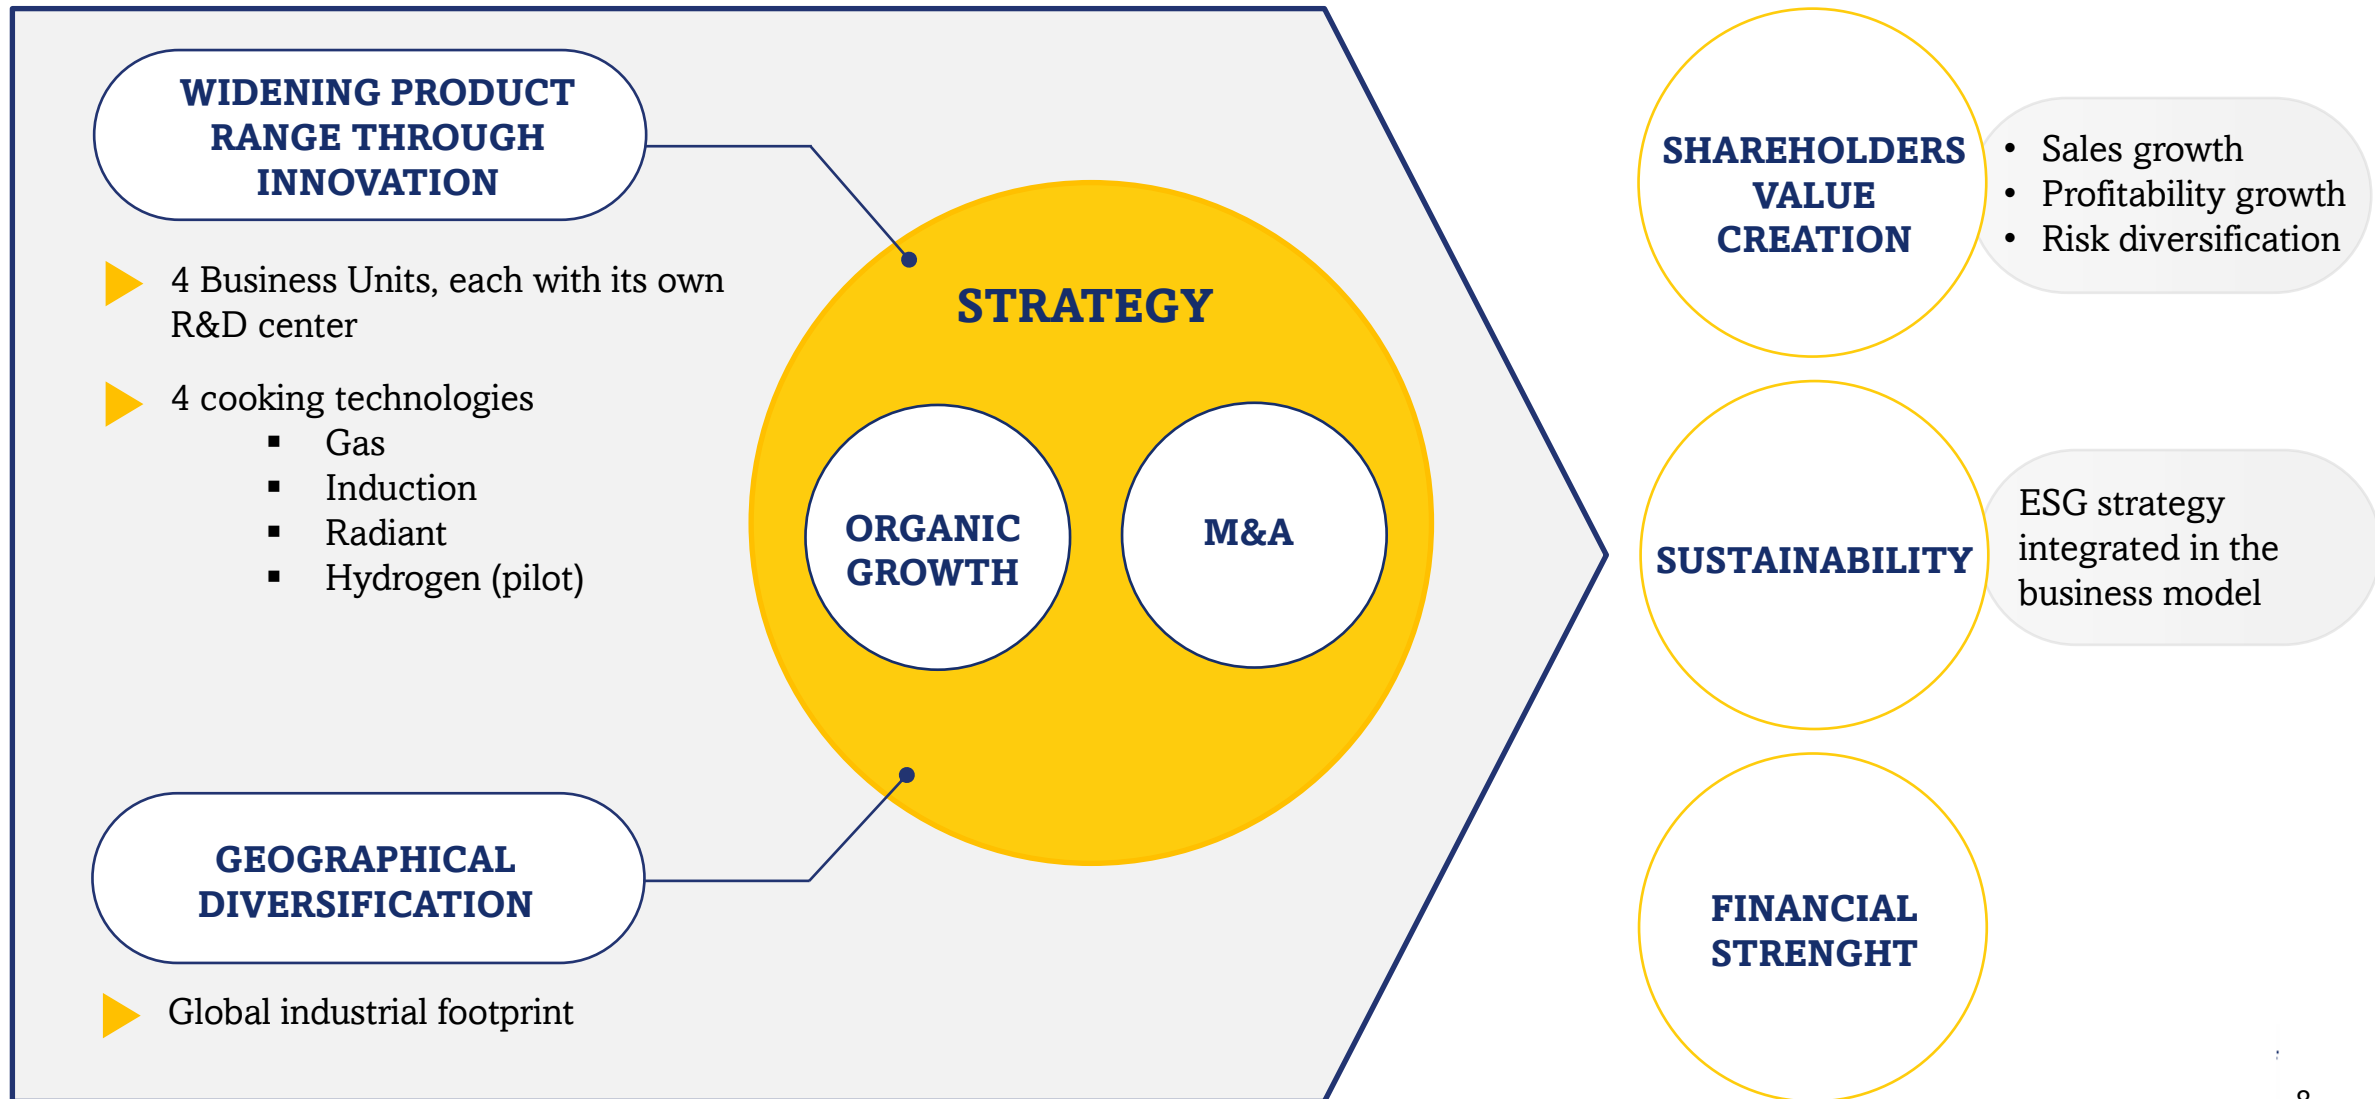 WIDENING PRODUCT
RANGE THROUGH
INNOVATION
4 Business Units, each with its own
R&D center
4 cooking technologies
Gas
Induction
Radiant
Hydrogen (pilot)
GEOGRAPHICAL
DIVERSIFICATION
Global industrial footprint
STRATEGY
ORGANIC
GROWTH
M&A
SHAREHOLDERS
VALUE
CREATION
• Sales growth
• Profitability growth
• Risk diversification
SUSTAINABILITY
ESG strategy
integrated in the
business model
FINANCIAL
STRENGHT